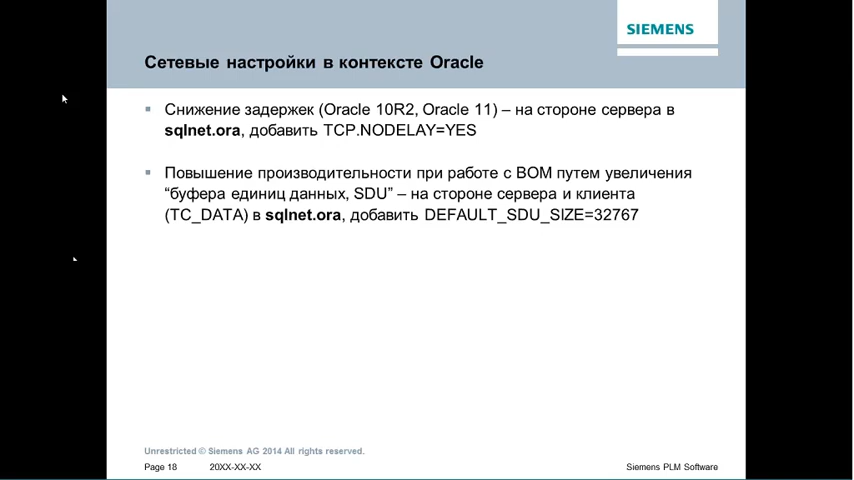 SIEMENS
Сетевые настройки в контексте Oracle
Снижение задержек (Oracle 10R2, Oracle 11) – на стороне сервера в
sqlnet.ora, добавить TCP.NODELAY=YES
Повышение производительности при работе с BOM путем увеличения
“буфера единиц данных, SDU” – на стороне сервера и клиента
(TC_DATA) в sqlnet.ora, добавить DEFAULT_SDU_SIZE=32767
Unrestricted © Siemens AG 2014 All rights reserved.
Page 18 20XX-XX-XX Siemens PLM Software